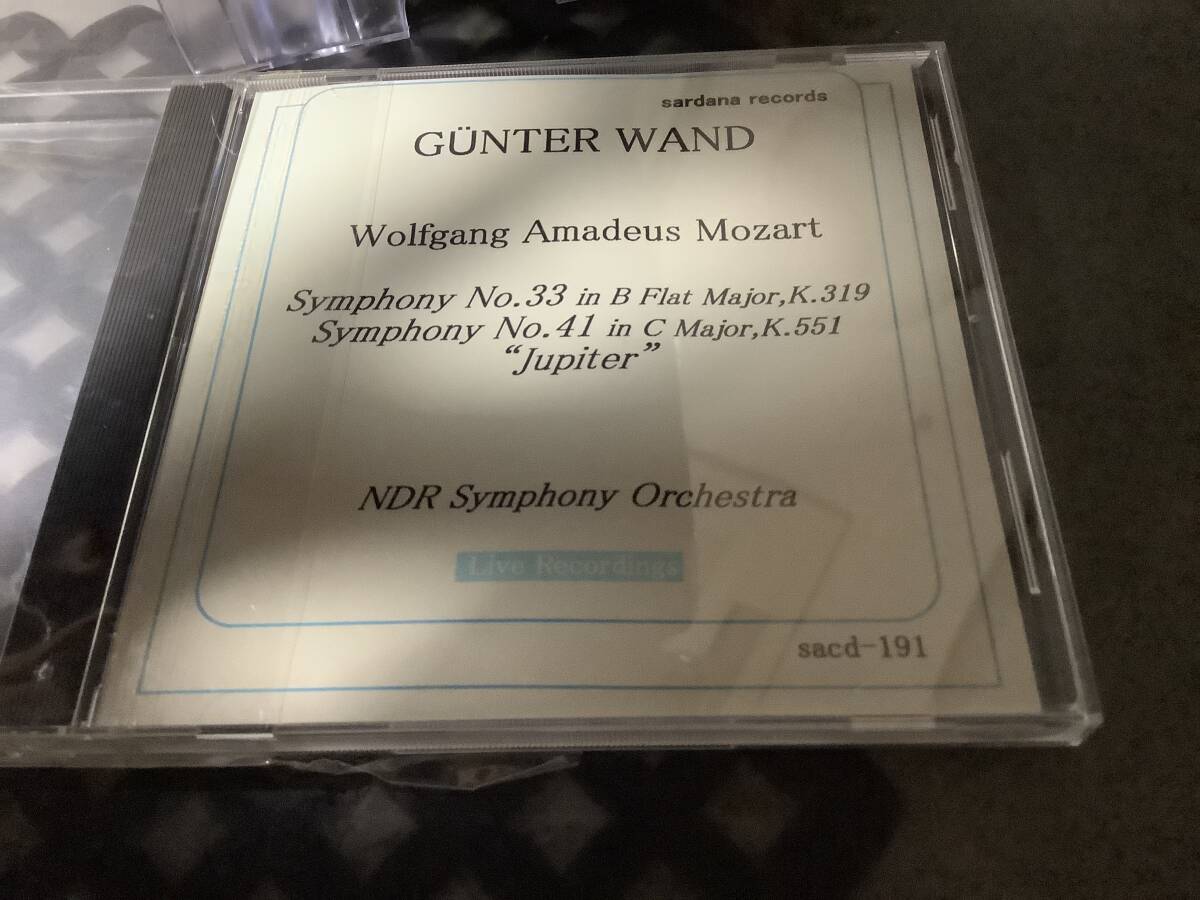 sardana records
GÜNTER WAND
Wolfgang Amadeus Mozart
Symphony No.33 in B Flat Major,K.319
Symphony No.41 in C Major,K.551
“Jupiter”
NDR Symphony Orchestra
Live Recordings
sacd-191